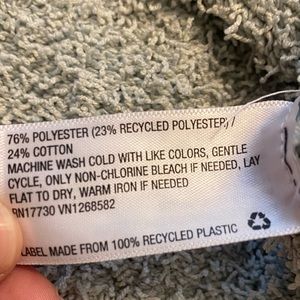 76% POLYESTER (23% RECYCLED POLYESTER) /
24% COTTON
MACHINE WASH COLD WITH LIKE COLORS, GENTLE
CYCLE, ONLY NON-CHLORINE BLEACH IF NEEDED, LAY
FLAT TO DRY, WARM IRON IF NEEDED
RN17730 VN1268582
LABEL MADE FROM 100% RECYCLED PLASTIC